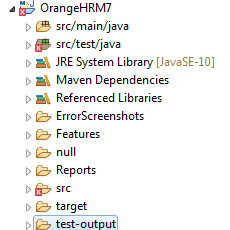 OrangeHRM7
src/main/java
src/test/java
JRE System Library [JavaSE-10]
Maven Dependencies
Referenced Libraries
ErrorScreenshots
Features
null
Reports
src
target
test-output